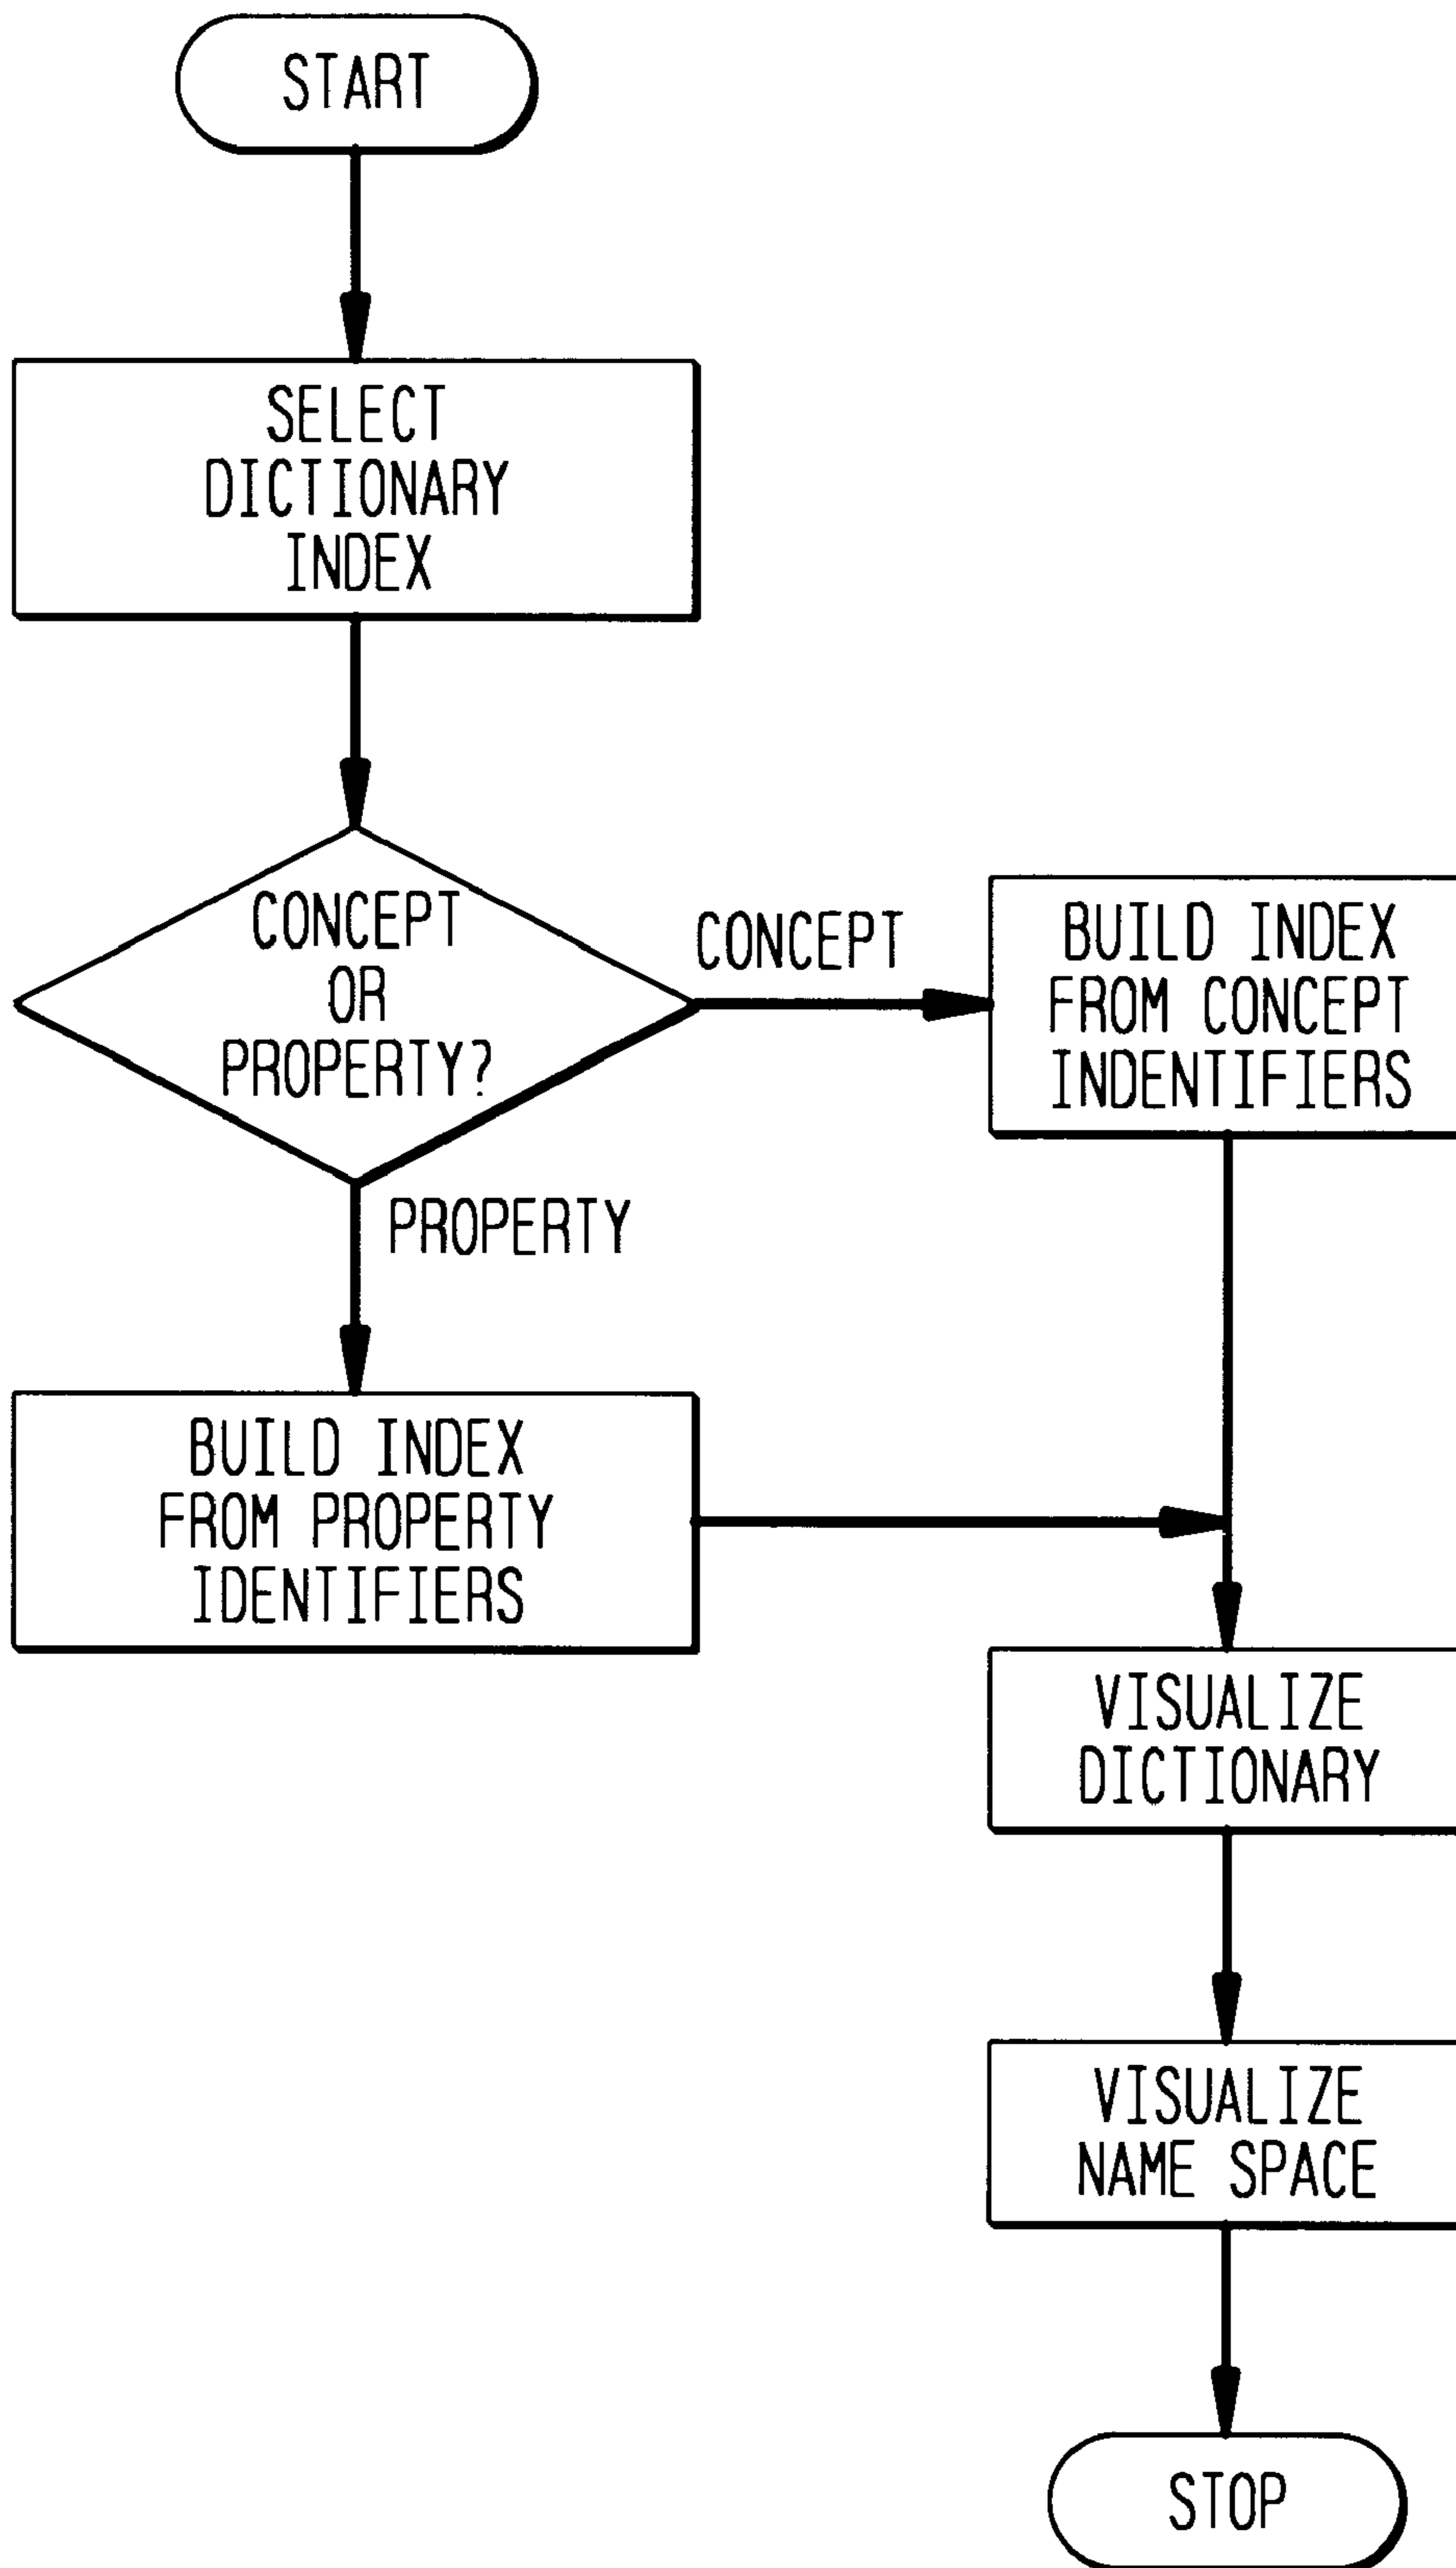 START
SELECT
DICTIONARY
INDEX
CONCEPT
OR
PROPERTY?
CONCEPT
BUILD INDEX
FROM CONCEPT
INDENTIFIERS
PROPERTY
BUILD INDEX
FROM PROPERTY
IDENTIFIERS
VISUALIZE
DICTIONARY
VISUALIZE
NAME SPACE
STOP